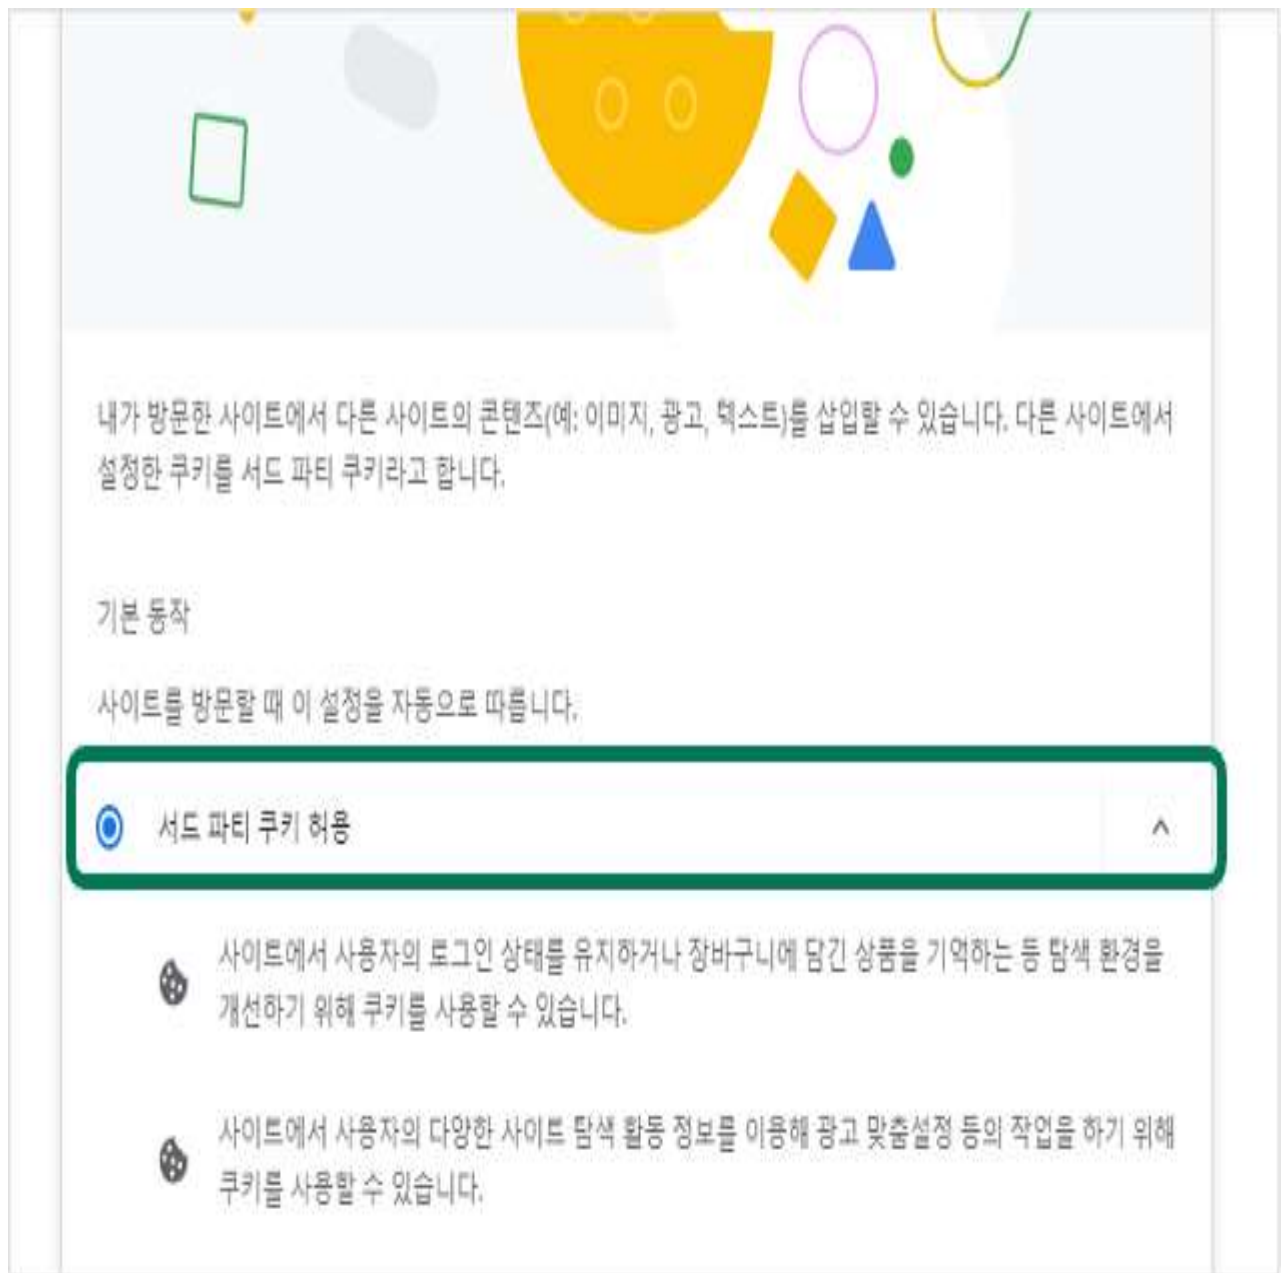 내가 방문한 사이트에서 다른 사이트의 콘텐츠(예: 이미지, 광고, 텍스트)를 삽입할 수 있습니다. 다른 사이트에서
설정한 쿠키를 서드 파티 쿠키라고 합니다.
기본 동작
사이트를 방문할 때 이 설정을 자동으로 따릅니다.
서드 파티 쿠키 허용
사이트에서 사용자의 로그인 상태를 유지하거나 장바구니에 담긴 상품을 기억하는 등 탐색 환경을
개선하기 위해 쿠키를 사용할 수 있습니다.
사이트에서 사용자의 다양한 사이트 탐색 활동 정보를 이용해 광고 맞춤설정 등의 작업을 하기 위해
쿠키를 사용할 수 있습니다.